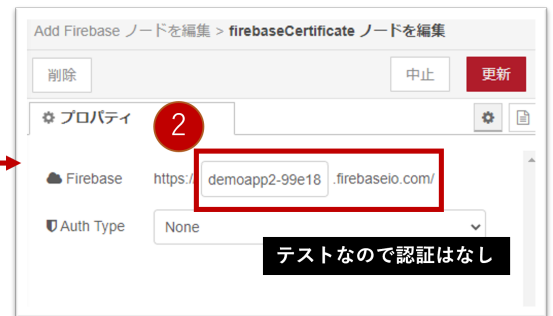 Add Firebase ノードを編集 > firebaseCertificate ノードを編集
削除 中止 更新
プロパティ
2
Firebase https:// demoapp2-99e18 .firebaseio.com/
Auth Type None
テストなので認証はなし